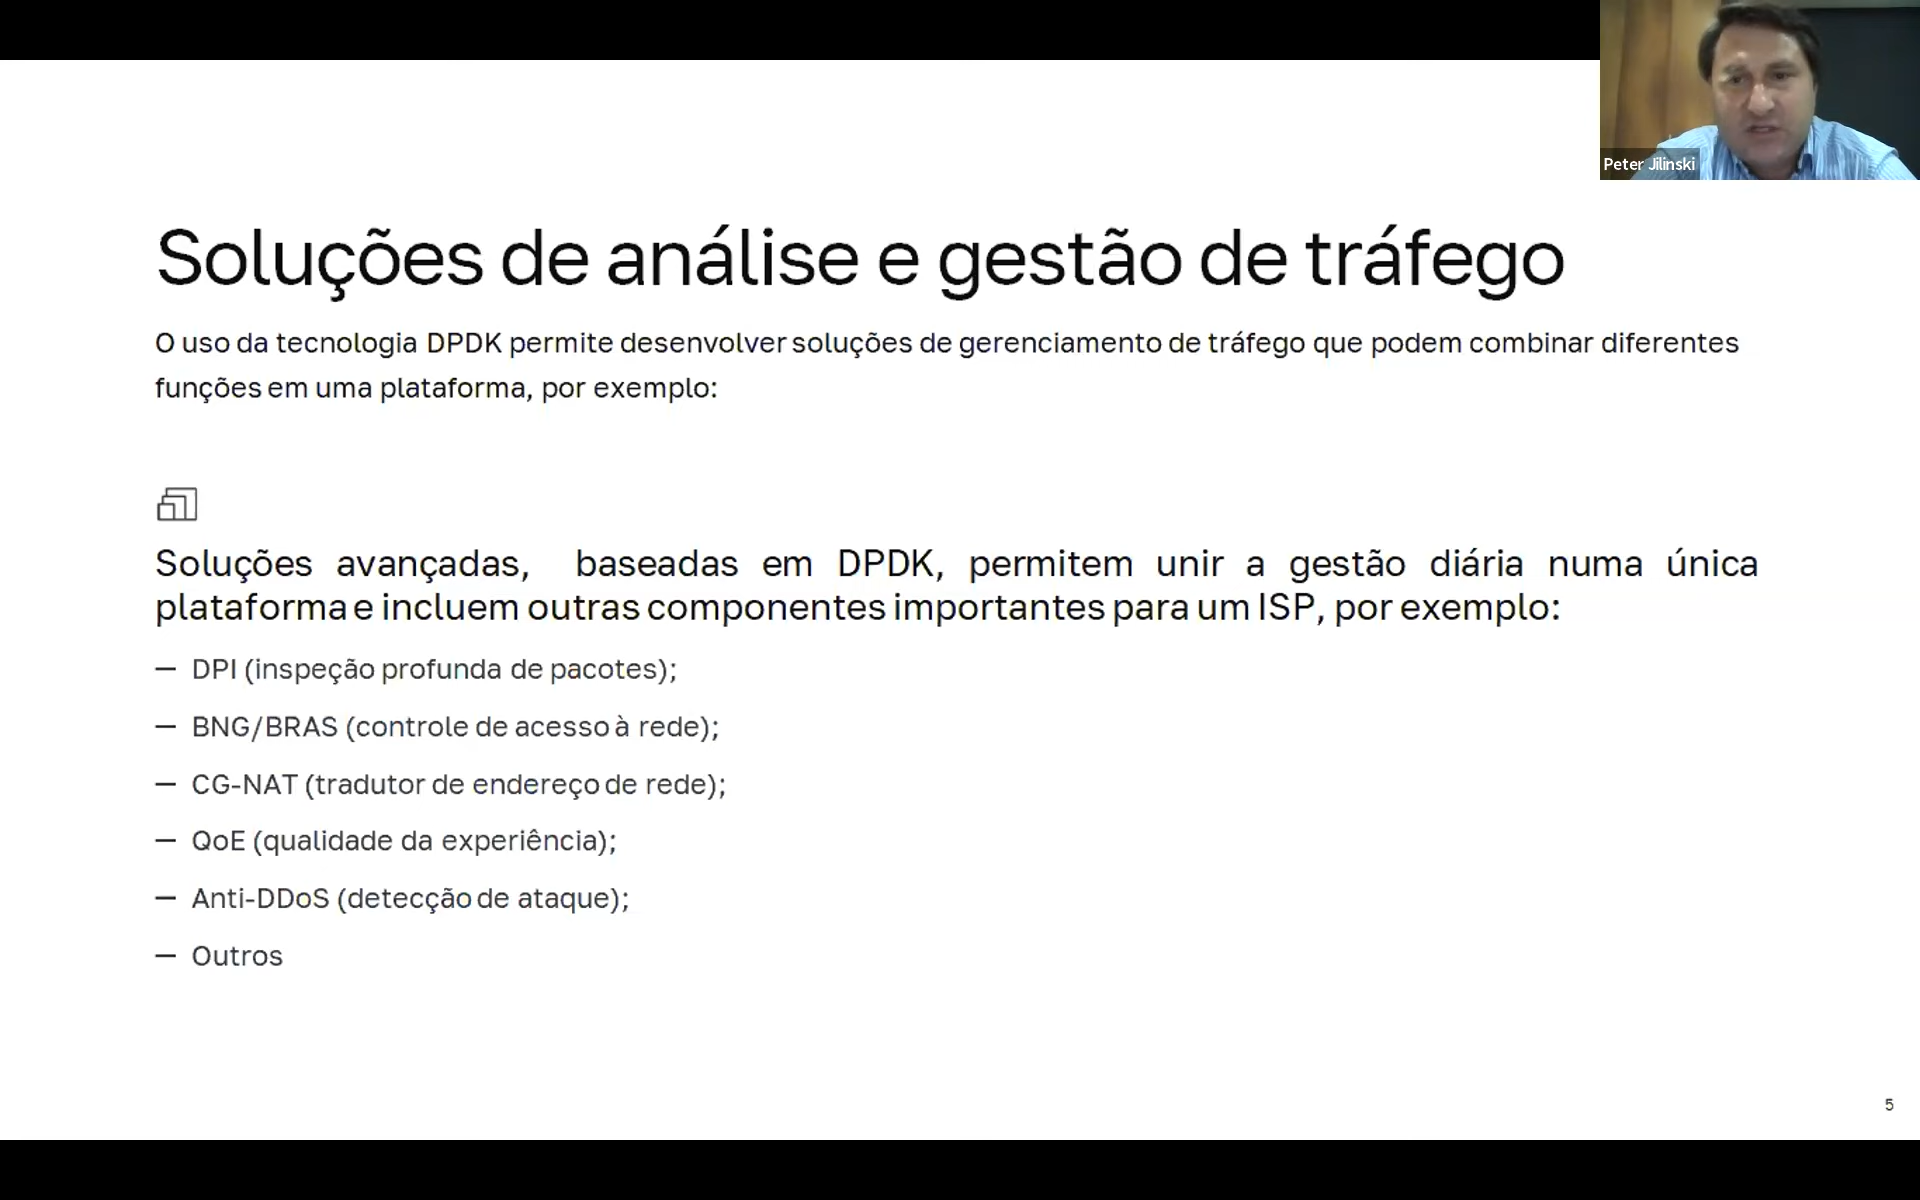 Peter Jilinski
Soluções de análise e gestão de tráfego
O uso da tecnologia DPDK permite desenvolver soluções de gerenciamento de tráfego que podem combinar diferentes
funções em uma plataforma, por exemplo:
Soluções avançadas, baseadas em DPDK, permitem unir a gestão diária numa única
plataforma e incluem outras componentes importantes para um ISP, por exemplo:
— DPI (inspeção profunda de pacotes);
— BNG/BRAS (controle de acesso à rede);
— CG-NAT (tradutor de endereço de rede);
— QoE (qualidade da experiência);
— Anti-DDoS (detecção de ataque);
— Outros
5